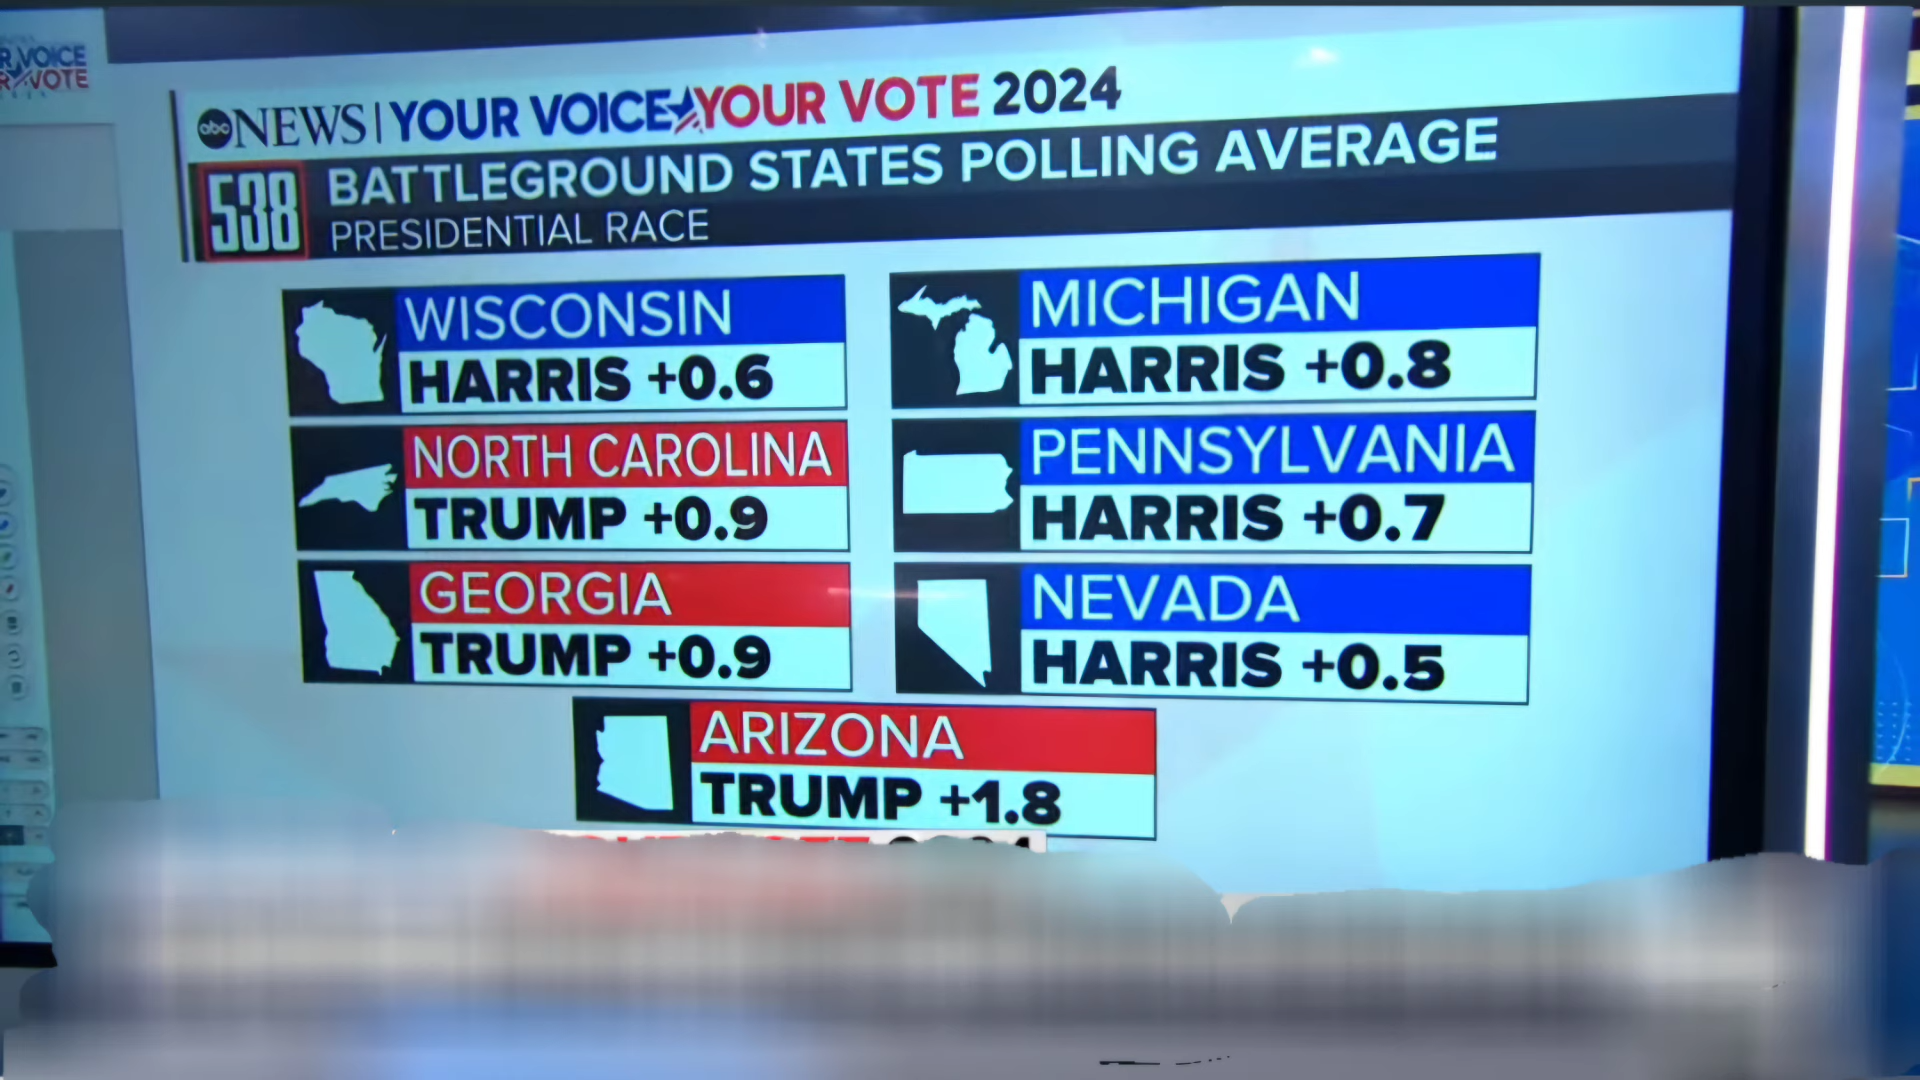 R VOICE
R VOTE
abc NEWS | YOUR VOICE YOUR VOTE 2024
538 BATTLEGROUND STATES POLLING AVERAGE
PRESIDENTIAL RACE
WISCONSIN
HARRIS +0.6
MICHIGAN
HARRIS +0.8
NORTH CAROLINA
TRUMP +0.9
PENNSYLVANIA
HARRIS +0.7
GEORGIA
TRUMP +0.9
NEVADA
HARRIS +0.5
ARIZONA
TRUMP +1.8